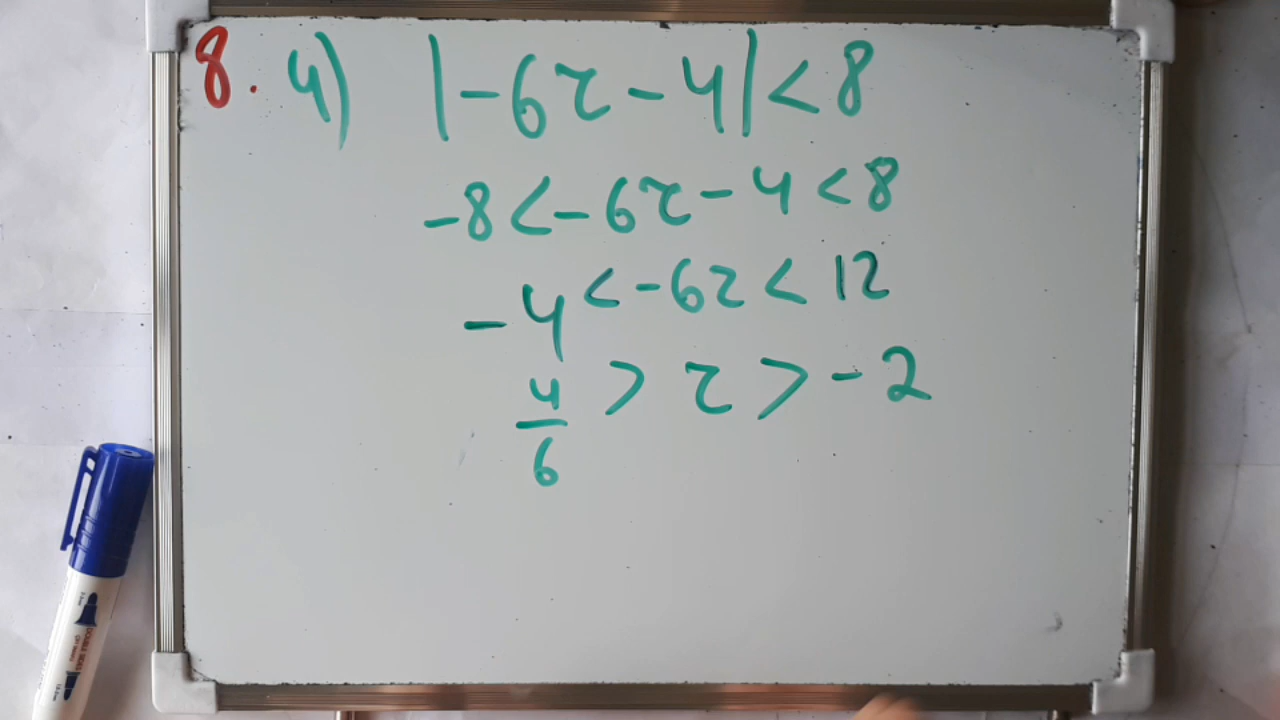 8. 4) |-6z-4|<8
-8<-6z-4<8
-4<-6z<12
4/6 > z > -2